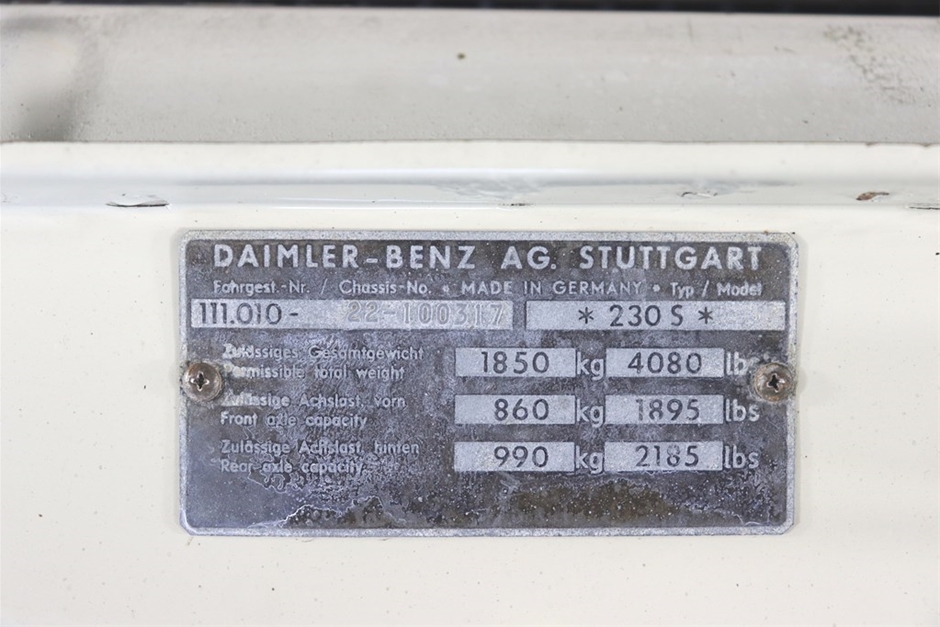 DAIMLER-BENZ AG. STUTTGART
Fahrgest.-Nr. / Chassis-No. • MADE IN GERMANY • Typ / Model
111.010- 22-100317 * 230 S *
Zulässiges Gesamtgewicht
Permissible total weight 1850 kg 4080 lbs
Zulässige Achslast vorn
Front axle capacity 860 kg 1895 lbs
Zulässige Achslast hinten
Rear axle capacity 990 kg 2185 lbs